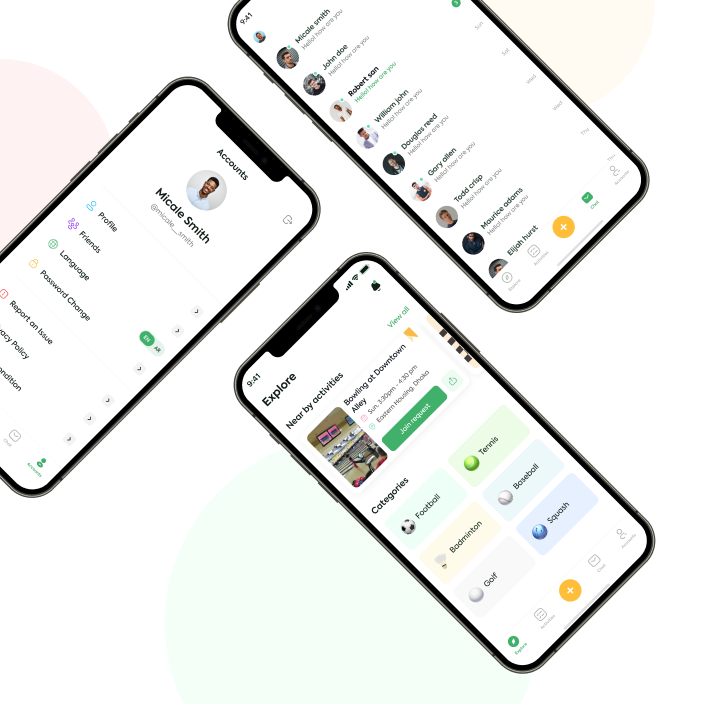 9:41
Micale smith
Hello! how are you
John doe
Hello! how are you
Sun
Robert san
Hello! how are you
Sat
William john
Hello! how are you
Wed
Douglas reed
Hello! how are you
Wed
Gary allen
Hello! how are you
Thu
Todd crisp
Hello! how are you
Maurice adams
Hello! how are you
Elijah hurst
Explore
Activities
Chat
Accounts
Accounts
Micale Smith
@micale__smith
Profile
Friends
Language
EN
AR
Password Change
Report an Issue
acy Policy
ondition
Chat
Accounts
9:41
Explore
Near by activities
View all
Bowling at Downtown
Alley
Sun, 3:30pm - 4:30 pm
Eastern Housing, Dhaka
Join request
Categories
Football
Tennis
Badminton
Baseball
Golf
Squash
Explore
Activities
Chat
Accounts